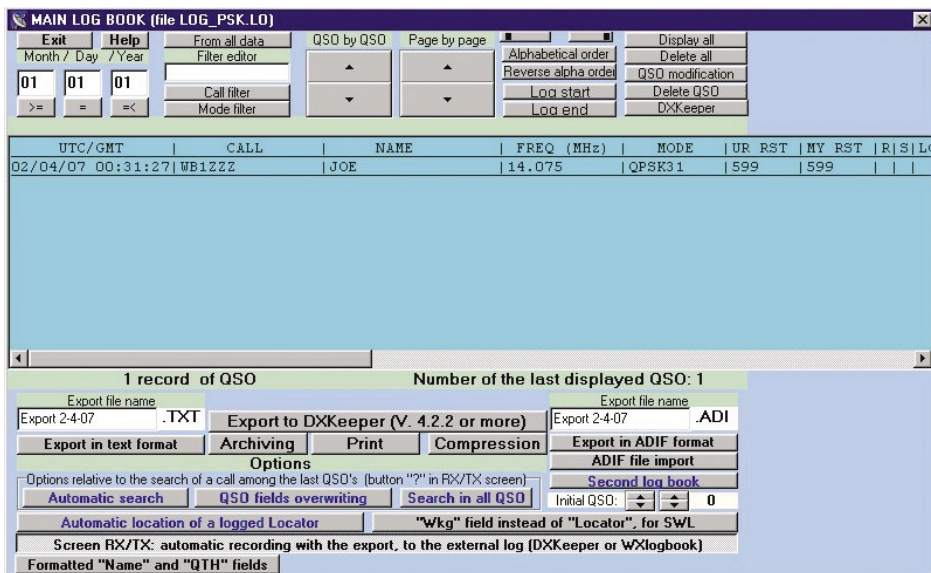 MAIN LOG BOOK (file LOG_PSK.LO)
Exit Help From all data QSO by QSO Page by page Display all
Month / Day / Year Filter editor Alphabetical order Delete all
01 01 01 Reverse alpha order QSO modification
Call filter Log start Delete QSO
>= = =< Mode filter Log end DXKeeper
UTC/GMT | CALL | NAME | FREQ (MHz) | MODE |UR RST |MY RST |R|S|LO
02/04/07 00:31:27|WB1ZZZ |JOE |14.075 |QPSK31 |599 |599 | | |
1 record of QSO Number of the last displayed QSO: 1
Export file name Export file name
Export 2-4-07 .TXT Export to DXKeeper (V. 4.2.2 or more) Export 2-4-07 .ADI
Export in text format Archiving Print Compression Export in ADIF format
Options ADIF file import
Options relative to the search of a call among the last QSO's (button "?" in RX/TX screen) Second log book
Automatic search QSO fields overwriting Search in all QSO Initial QSO: 0
Automatic location of a logged Locator "Wkg" field instead of "Locator", for SWL
Screen RX/TX: automatic recording with the export, to the external log (DXKeeper or WXlogbook)
Formatted "Name" and "QTH" fields